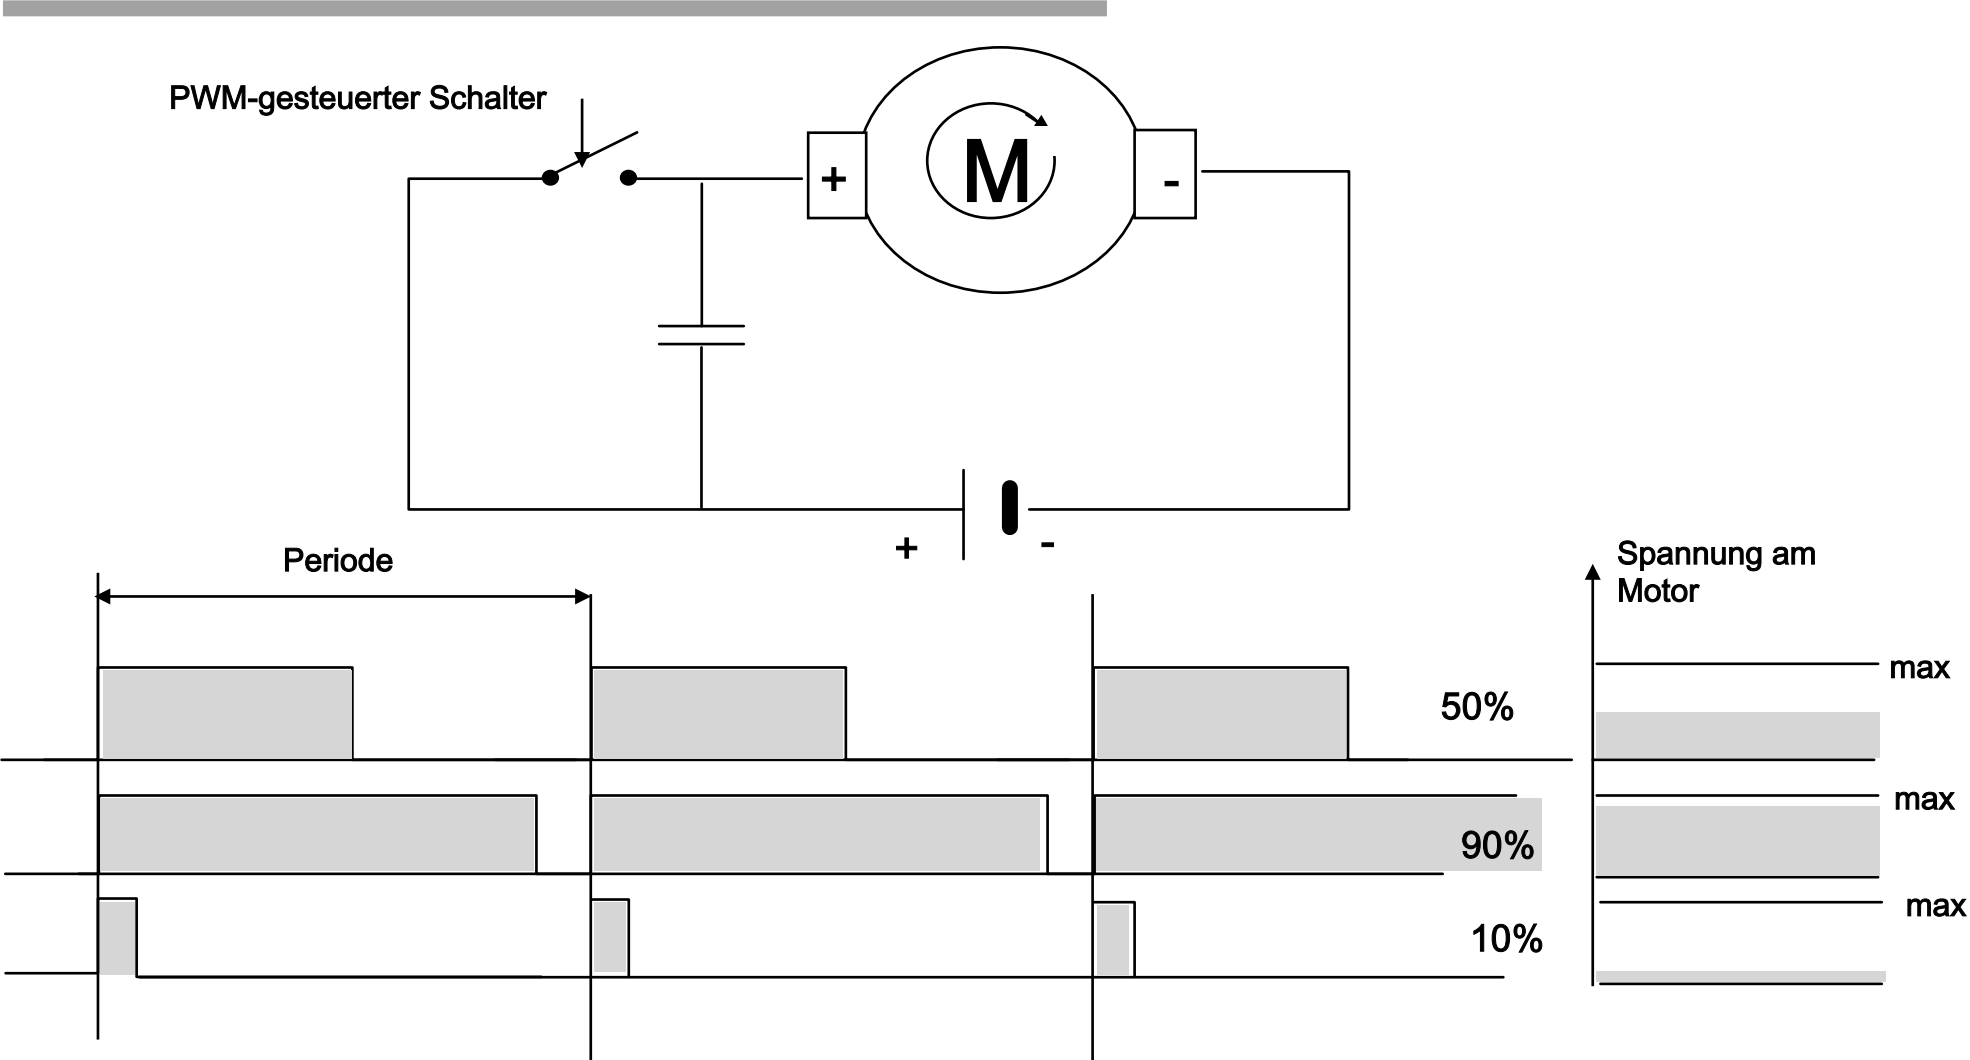 PWM-gesteuerter Schalter
+
M
-
+
-
Periode
Spannung am
Motor
max
50%
max
90%
max
10%